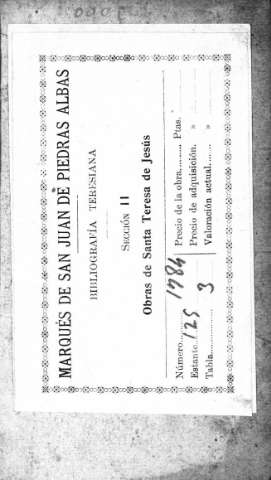 MARQUÉS DE SAN JUAN DE PIEDRAS ALBAS
BIBLIOGRAFÍA TERESIANA
SECCIÓN II
Obras de Santa Teresa de Jesús
Número... 1784 Precio de la obra....... Ptas.
Estante... 125 Precio de adquisición. »
Tabla...... 3 Valoración actual...... »